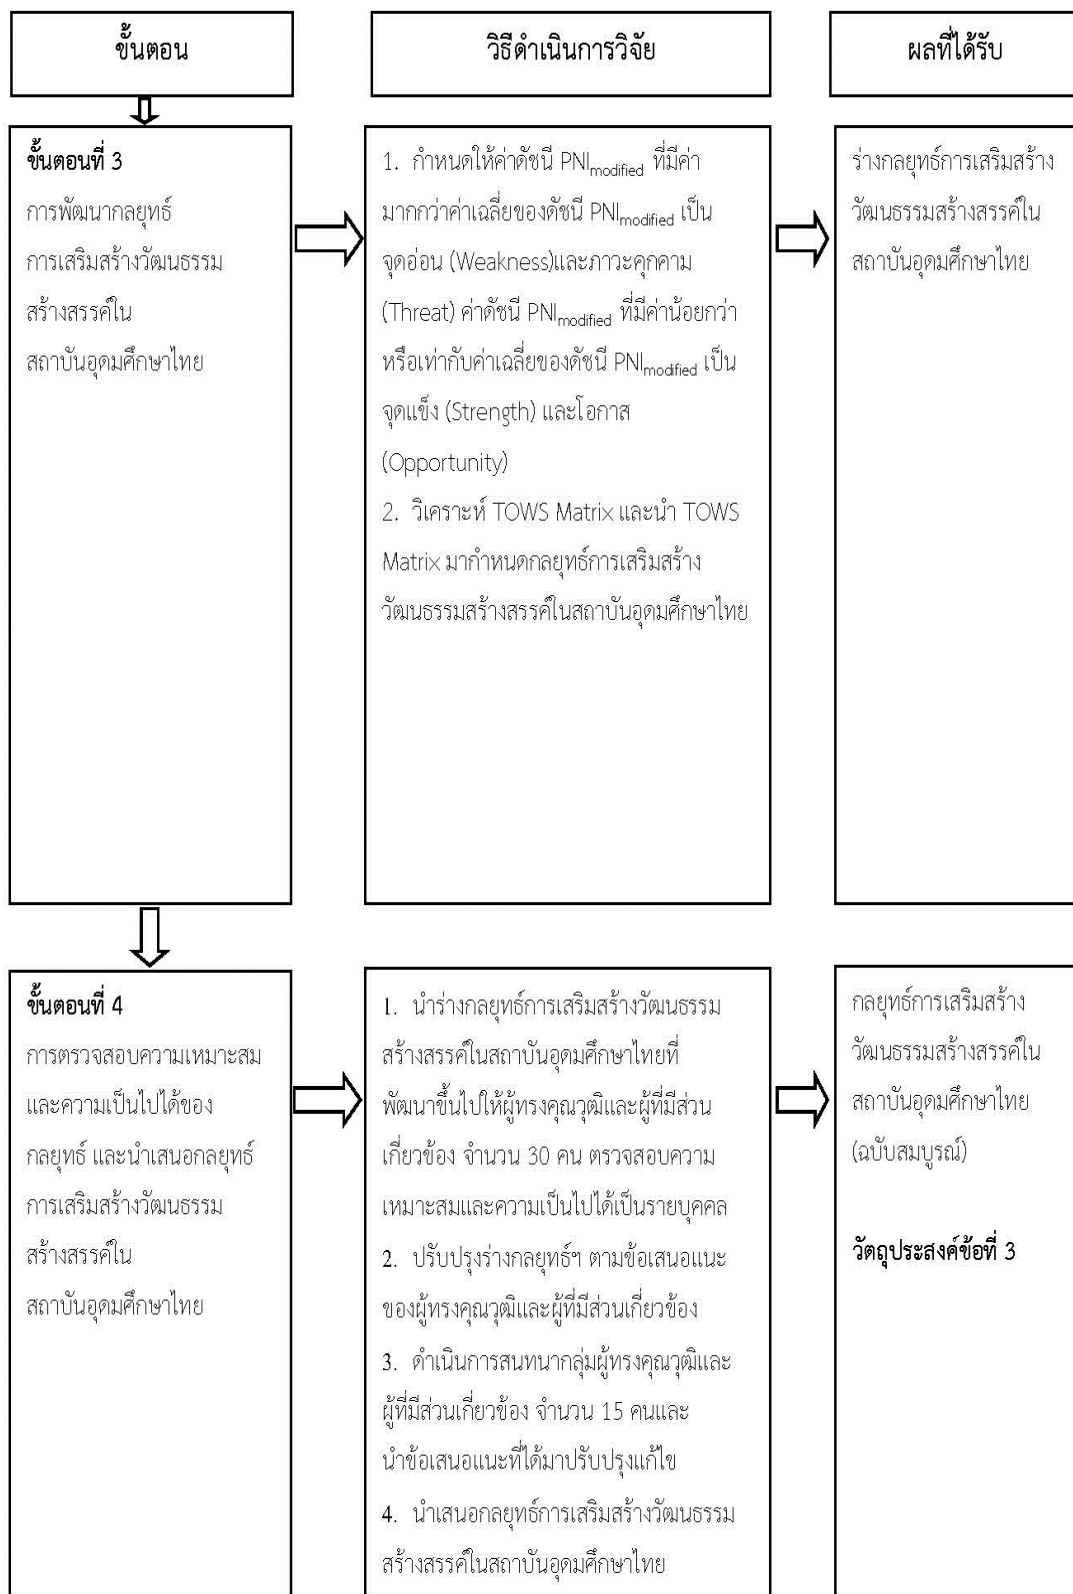 ขั้นตอน
วิธีดำเนินการวิจัย
ผลที่ได้รับ
ขั้นตอนที่ 3
การพัฒนากลยุทธ์
การเสริมสร้างวัฒนธรรม
สร้างสรรค์ใน
สถาบันอุดมศึกษาไทย
1. กำหนดให้ค่าดัชนี PNImodified ที่มีค่า
มากกว่าค่าเฉลี่ยของดัชนี PNImodified เป็น
จุดอ่อน (Weakness)และภาวะคุกคาม
(Threat) ค่าดัชนี PNImodified ที่มีค่าน้อยกว่า
หรือเท่ากับค่าเฉลี่ยของดัชนี PNImodified เป็น
จุดแข็ง (Strength) และโอกาส
(Opportunity)
2. วิเคราะห์ TOWS Matrix และนำ TOWS
Matrix มากำหนดกลยุทธ์การเสริมสร้าง
วัฒนธรรมสร้างสรรค์ในสถาบันอุดมศึกษาไทย
ร่างกลยุทธ์การเสริมสร้าง
วัฒนธรรมสร้างสรรค์ใน
สถาบันอุดมศึกษาไทย
ขั้นตอนที่ 4
การตรวจสอบความเหมาะสม
และความเป็นไปได้ของ
กลยุทธ์ และนำเสนอกลยุทธ์
การเสริมสร้างวัฒนธรรม
สร้างสรรค์ใน
สถาบันอุดมศึกษาไทย
1. นำร่างกลยุทธ์การเสริมสร้างวัฒนธรรม
สร้างสรรค์ในสถาบันอุดมศึกษาไทยที่
พัฒนาขึ้นไปให้ผู้ทรงคุณวุฒิและผู้ที่มีส่วน
เกี่ยวข้อง จำนวน 30 คน ตรวจสอบความ
เหมาะสมและความเป็นไปได้เป็นรายบุคคล
2. ปรับปรุงร่างกลยุทธ์ฯ ตามข้อเสนอแนะ
ของผู้ทรงคุณวุฒิและผู้ที่มีส่วนเกี่ยวข้อง
3. ดำเนินการสนทนากลุ่มผู้ทรงคุณวุฒิและ
ผู้ที่มีส่วนเกี่ยวข้อง จำนวน 15 คนและ
นำข้อเสนอแนะที่ได้มาปรับปรุงแก้ไข
4. นำเสนอกลยุทธ์การเสริมสร้างวัฒนธรรม
สร้างสรรค์ในสถาบันอุดมศึกษาไทย
กลยุทธ์การเสริมสร้าง
วัฒนธรรมสร้างสรรค์ใน
สถาบันอุดมศึกษาไทย
(ฉบับสมบูรณ์)
วัตถุประสงค์ข้อที่ 3